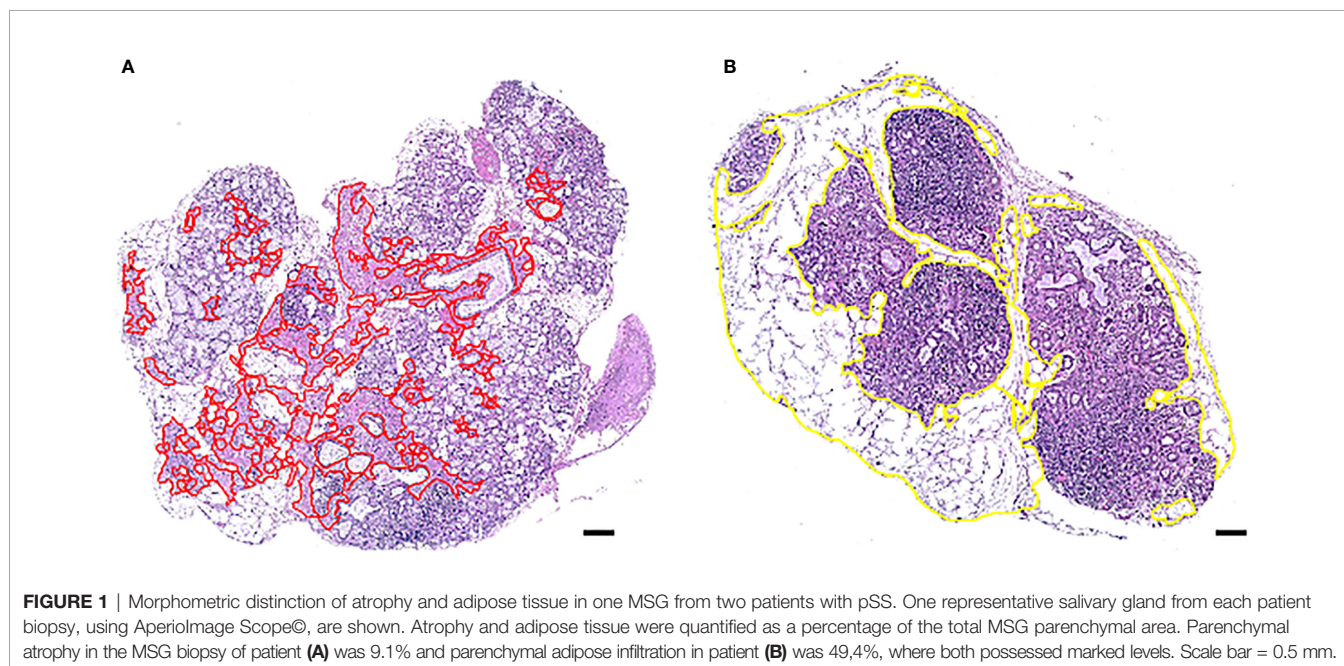 A
B
FIGURE 1 | Morphometric distinction of atrophy and adipose tissue in one MSG from two patients with pSS. One representative salivary gland from each patient
biopsy, using AperioImage Scope©, are shown. Atrophy and adipose tissue were quantified as a percentage of the total MSG parenchymal area. Parenchymal
atrophy in the MSG biopsy of patient (A) was 9.1% and parenchymal adipose infiltration in patient (B) was 49,4%, where both possessed marked levels. Scale bar = 0.5 mm.